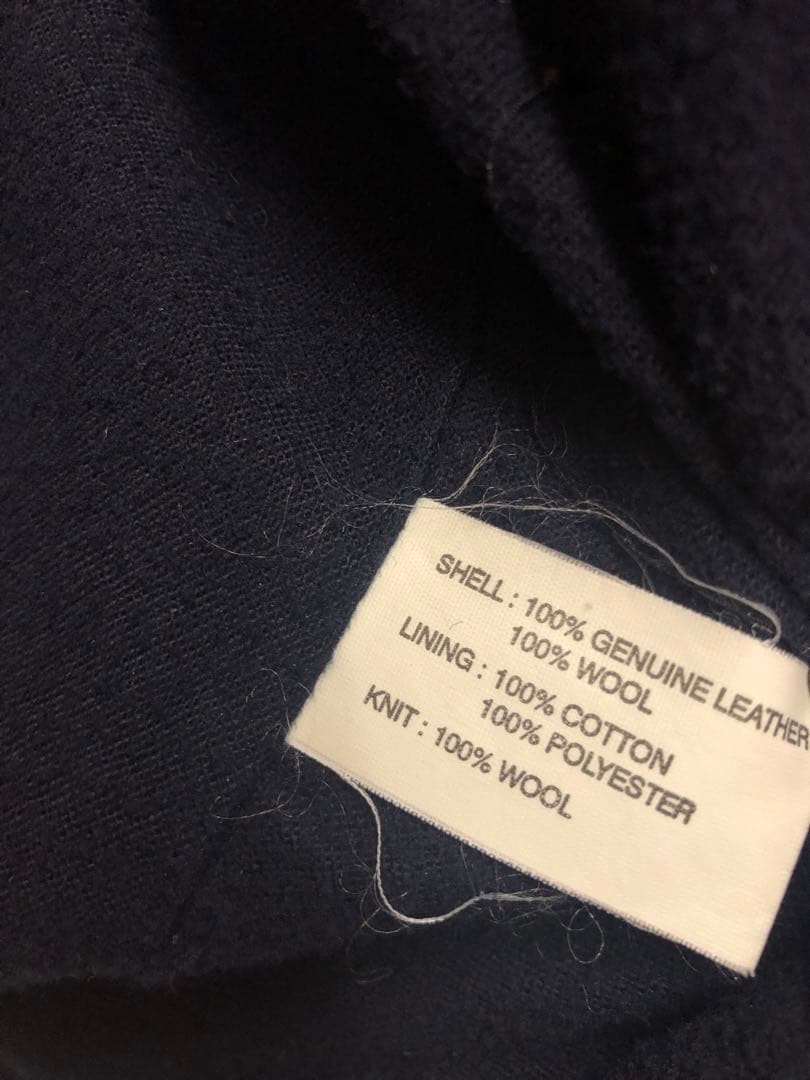 SHELL : 100% GENUINE LEATHER
100% WOOL
LINING : 100% COTTON
100% POLYESTER
KNIT : 100% WOOL